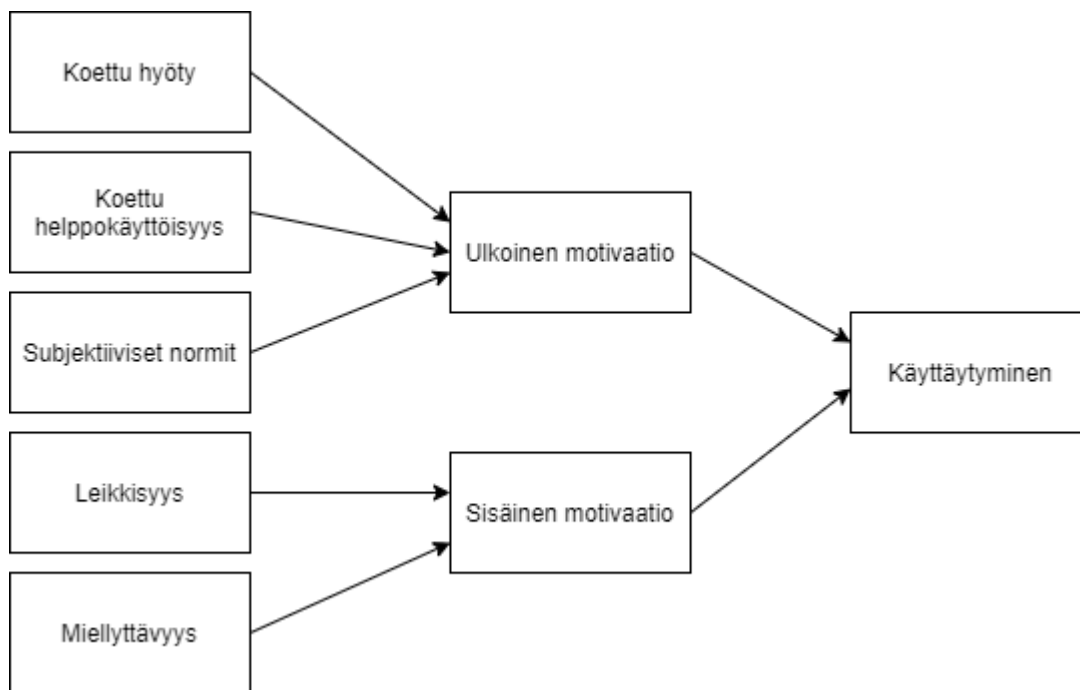 Koettu hyöty
Koettu
helppokäyttöisyys
Subjektiiviset normit
Leikkisyys
Miellyttävyys
Ulkoinen motivaatio
Sisäinen motivaatio
Käyttäytyminen